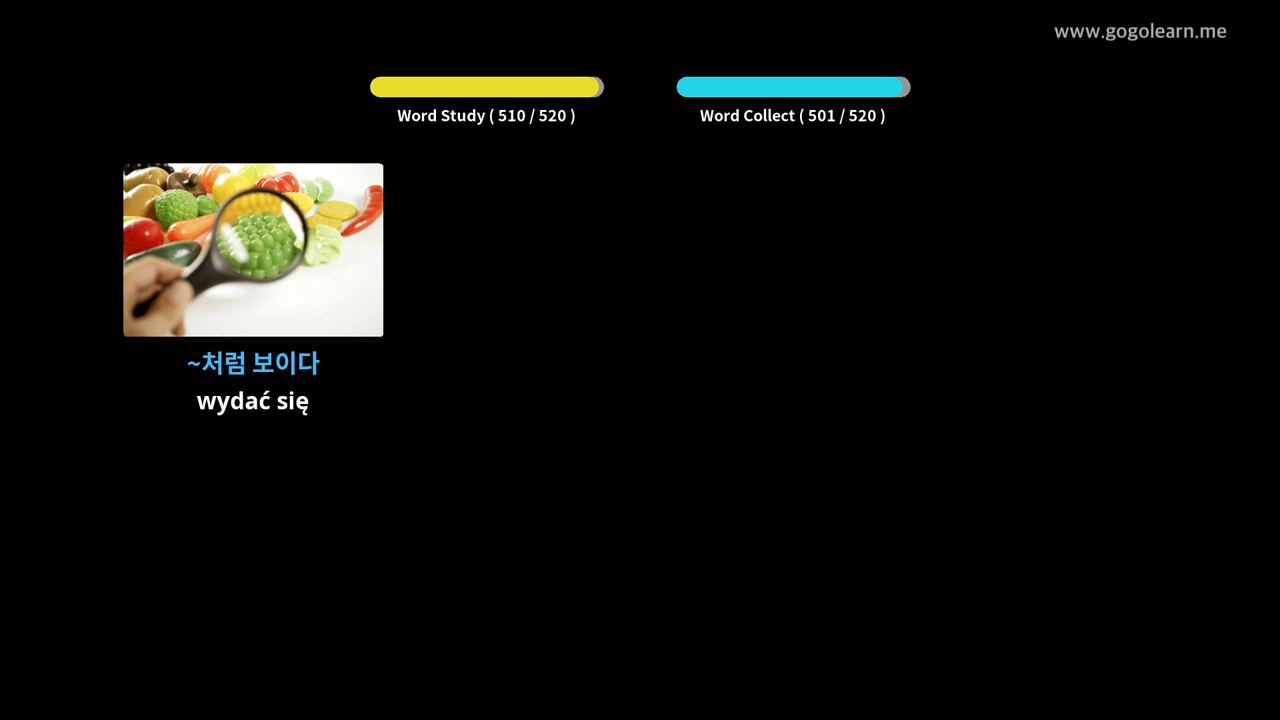 www.gogolearn.me
Word Study ( 510 / 520 )
Word Collect ( 501 / 520 )
~처럼 보이다
wydać się